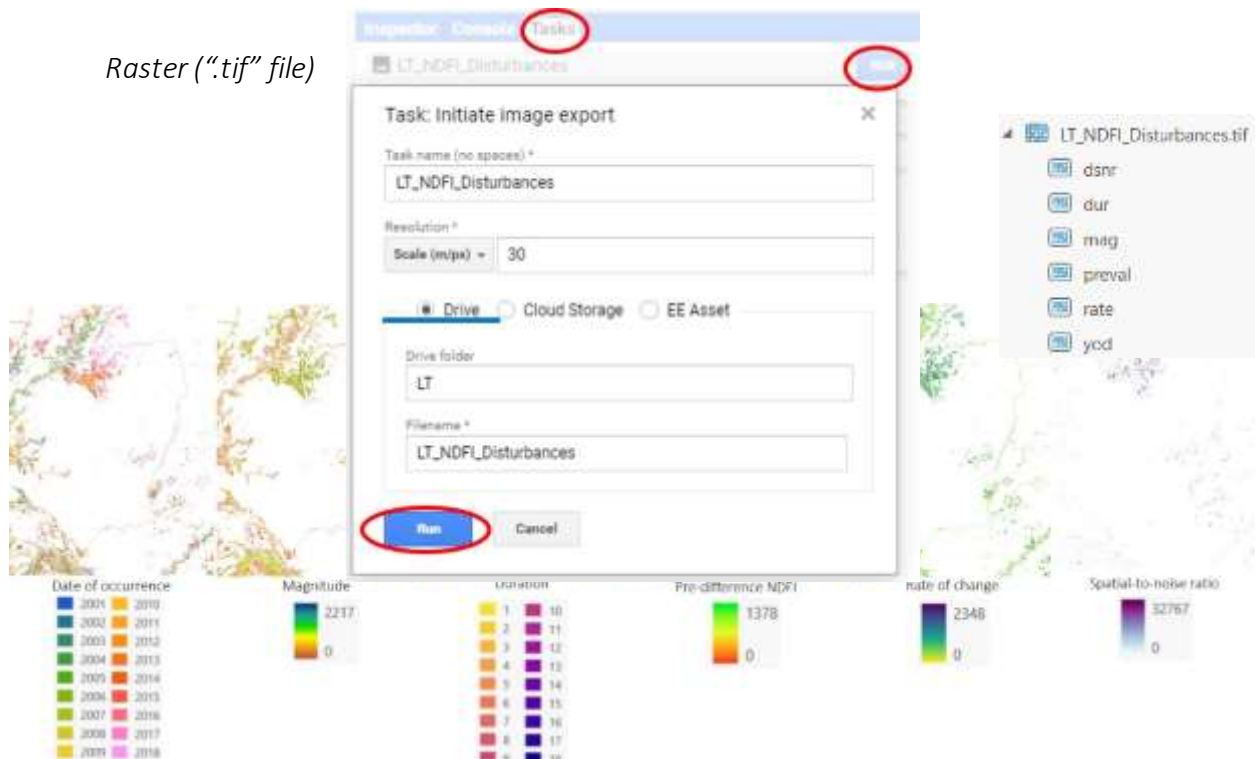 Inspector Console Tasks
Raster (".tif" file)
LT_NDFI_Disturbances
Task: Initiate image export
Task name (no spaces) *
LT_NDFI_Disturbances
Resolution *
Scale (m/px)
30
Drive
Cloud Storage
EE Asset
Drive folder
LT
Filename *
LT_NDFI_Disturbances
Run
Cancel
LT_NDFI_Disturbances.tif
dsnr
dur
mag
preval
rate
yod
Date of occurrence
2001 2010
2002 2011
2003 2012
2004 2013
2005 2014
2006 2015
2007 2016
2008 2017
2009 2018
Magnitude
2217
0
Duration
1 10
2 11
3 12
4 13
5 14
6 15
7 16
8 17
Pre-difference NDFI
1378
0
Rate of change
2348
0
Spatial-to-noise ratio
32767
0